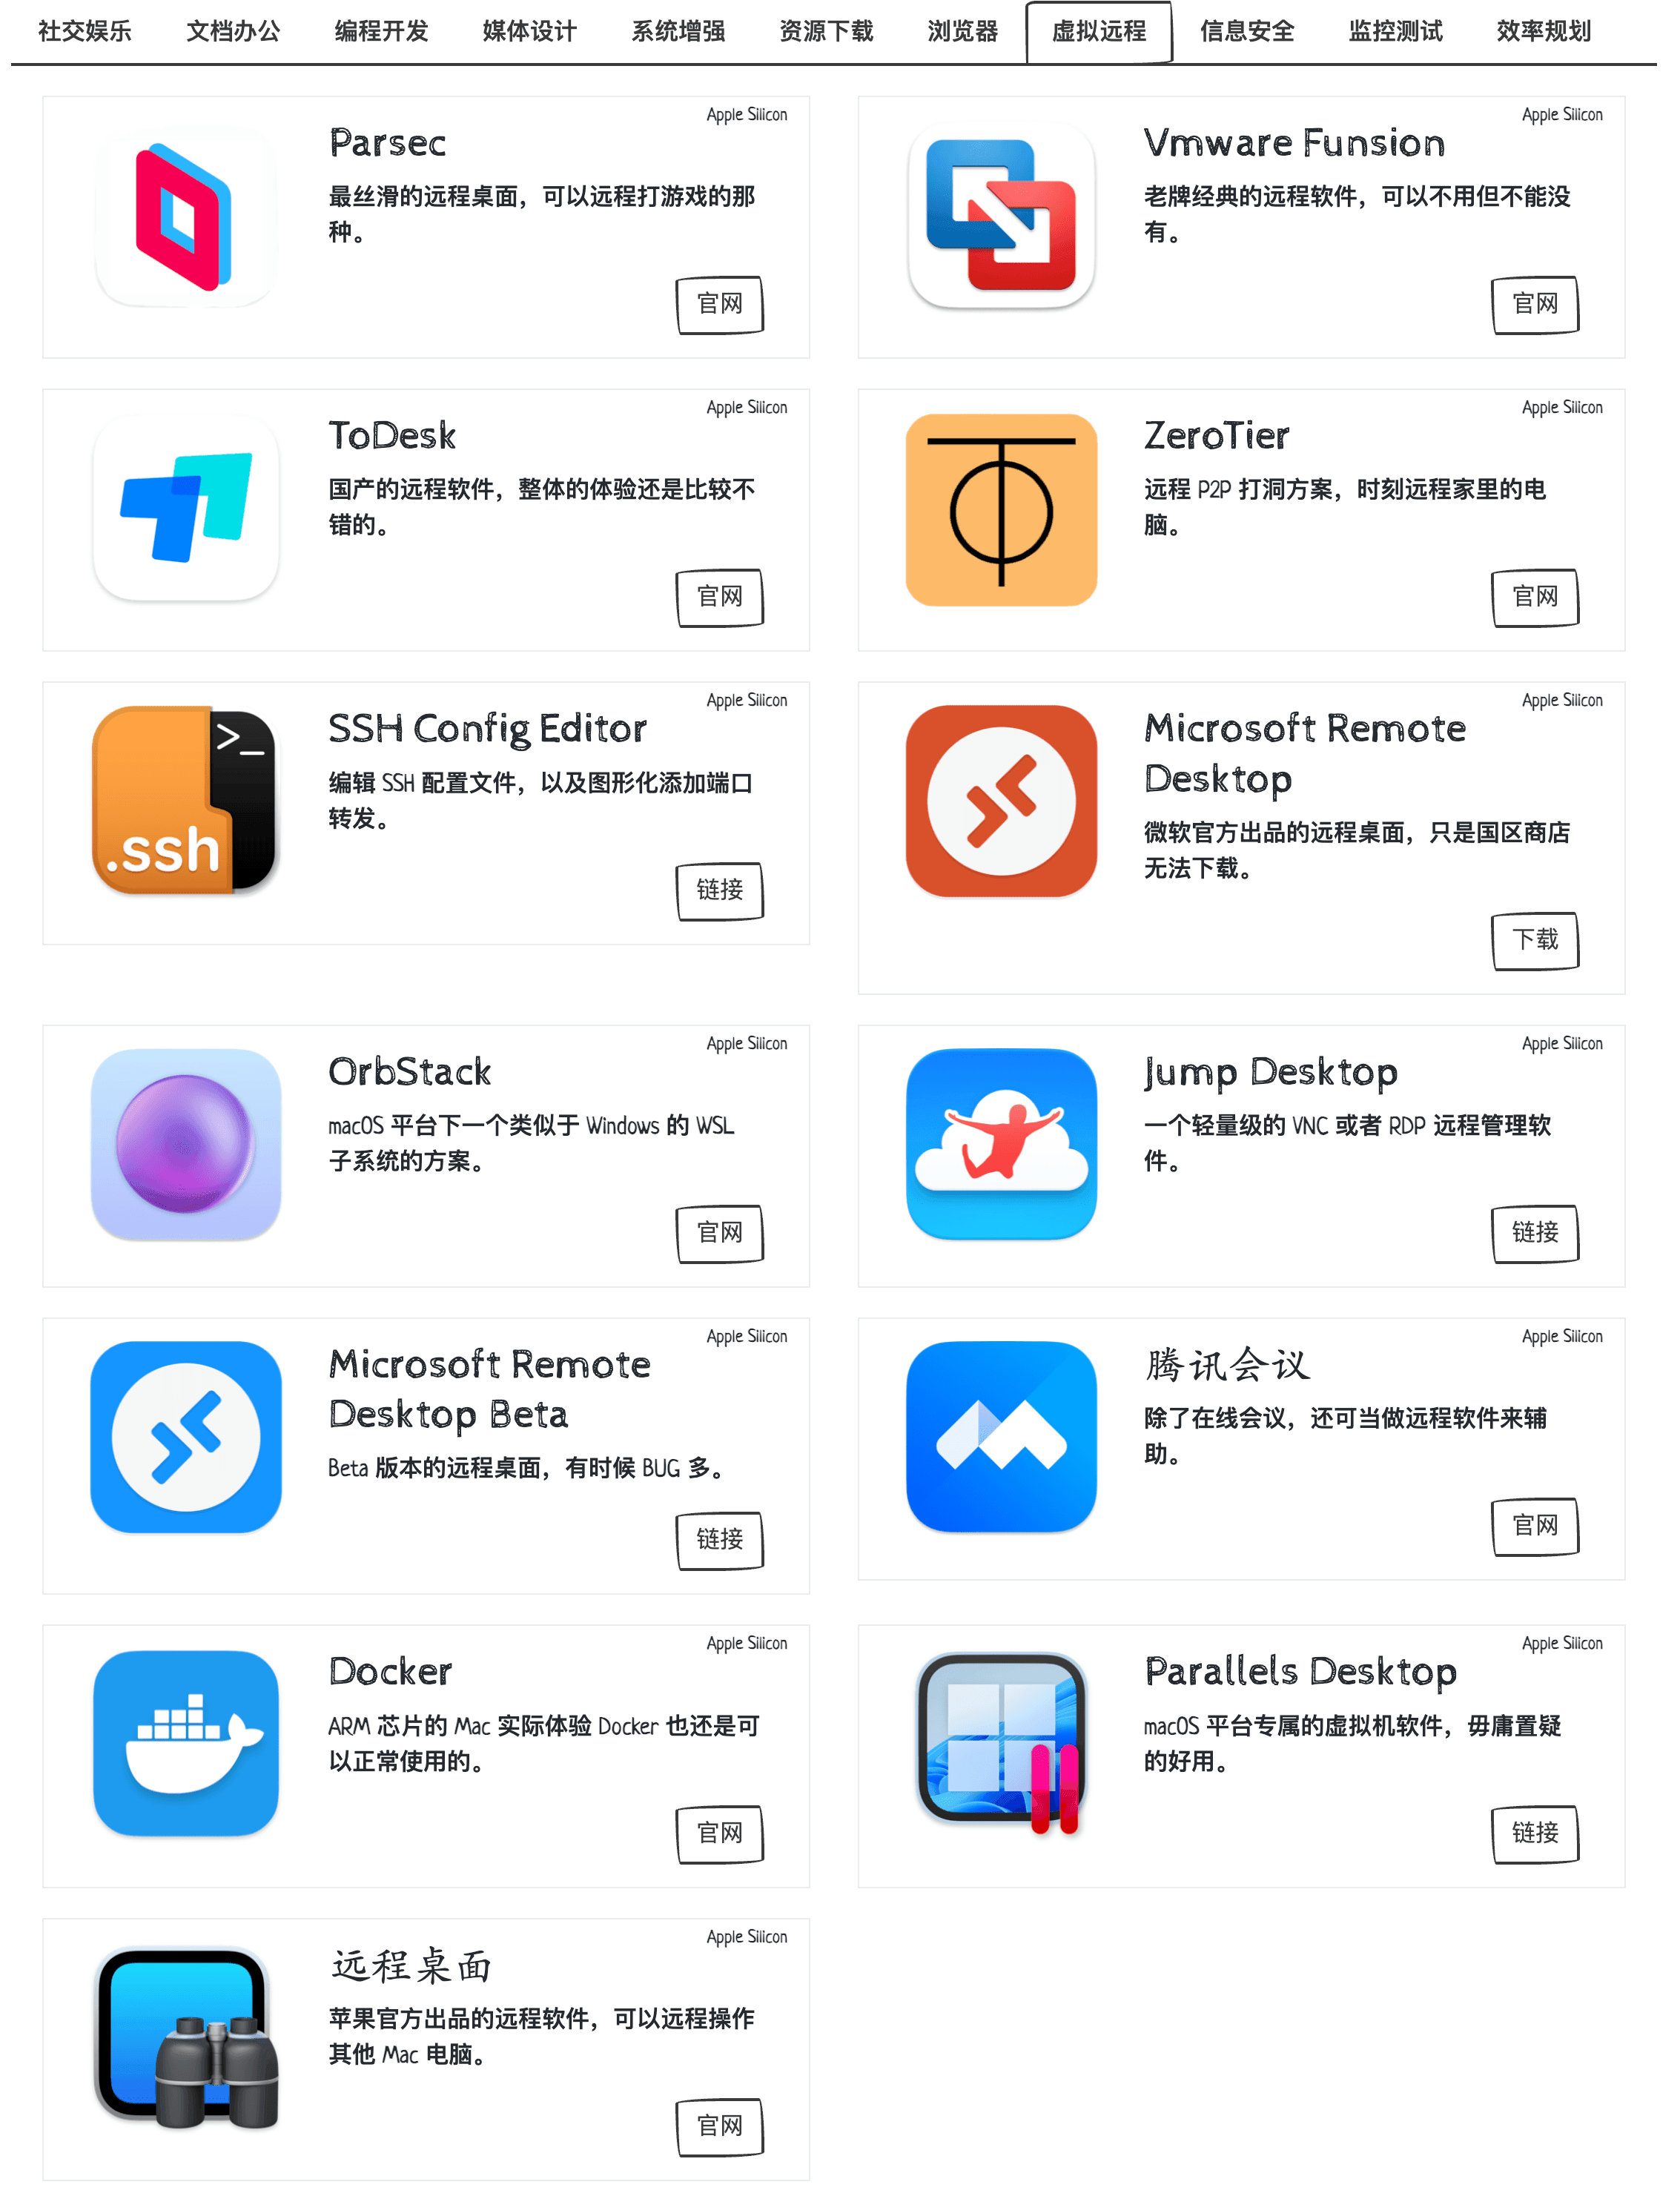 社交娱乐 文档办公 编程开发 媒体设计 系统增强 资源下载 浏览器 虚拟远程 信息安全 监控测试 效率规划
Apple Silicon
Parsec
最丝滑的远程桌面，可以远程打游戏的那
种。
官网
Apple Silicon
Vmware Funsion
老牌经典的远程软件，可以不用但不能没
有。
官网
Apple Silicon
ToDesk
国产的远程软件，整体的体验还是比较不
错的。
官网
Apple Silicon
ZeroTier
远程 P2P 打洞方案，时刻远程家里的电
脑。
官网
>_
.ssh
Apple Silicon
SSH Config Editor
编辑 SSH 配置文件，以及图形化添加端口
转发。
链接
Apple Silicon
Microsoft Remote
Desktop
微软官方出品的远程桌面，只是国区商店
无法下载。
下载
Apple Silicon
OrbStack
macOS 平台下一个类似于 Windows 的 WSL
子系统的方案。
官网
Apple Silicon
Jump Desktop
一个轻量级的 VNC 或者 RDP 远程管理软
件。
链接
Apple Silicon
Microsoft Remote
Desktop Beta
Beta 版本的远程桌面，有时候 BUG 多。
链接
Apple Silicon
腾讯会议
除了在线会议，还可当做远程软件来辅
助。
官网
Apple Silicon
Docker
ARM 芯片的 Mac 实际体验 Docker 也还是可
以正常使用的。
官网
Apple Silicon
Parallels Desktop
macOS 平台专属的虚拟机软件，毋庸置疑
的好用。
链接
Apple Silicon
远程桌面
苹果官方出品的远程软件，可以远程操作
其他 Mac 电脑。
官网